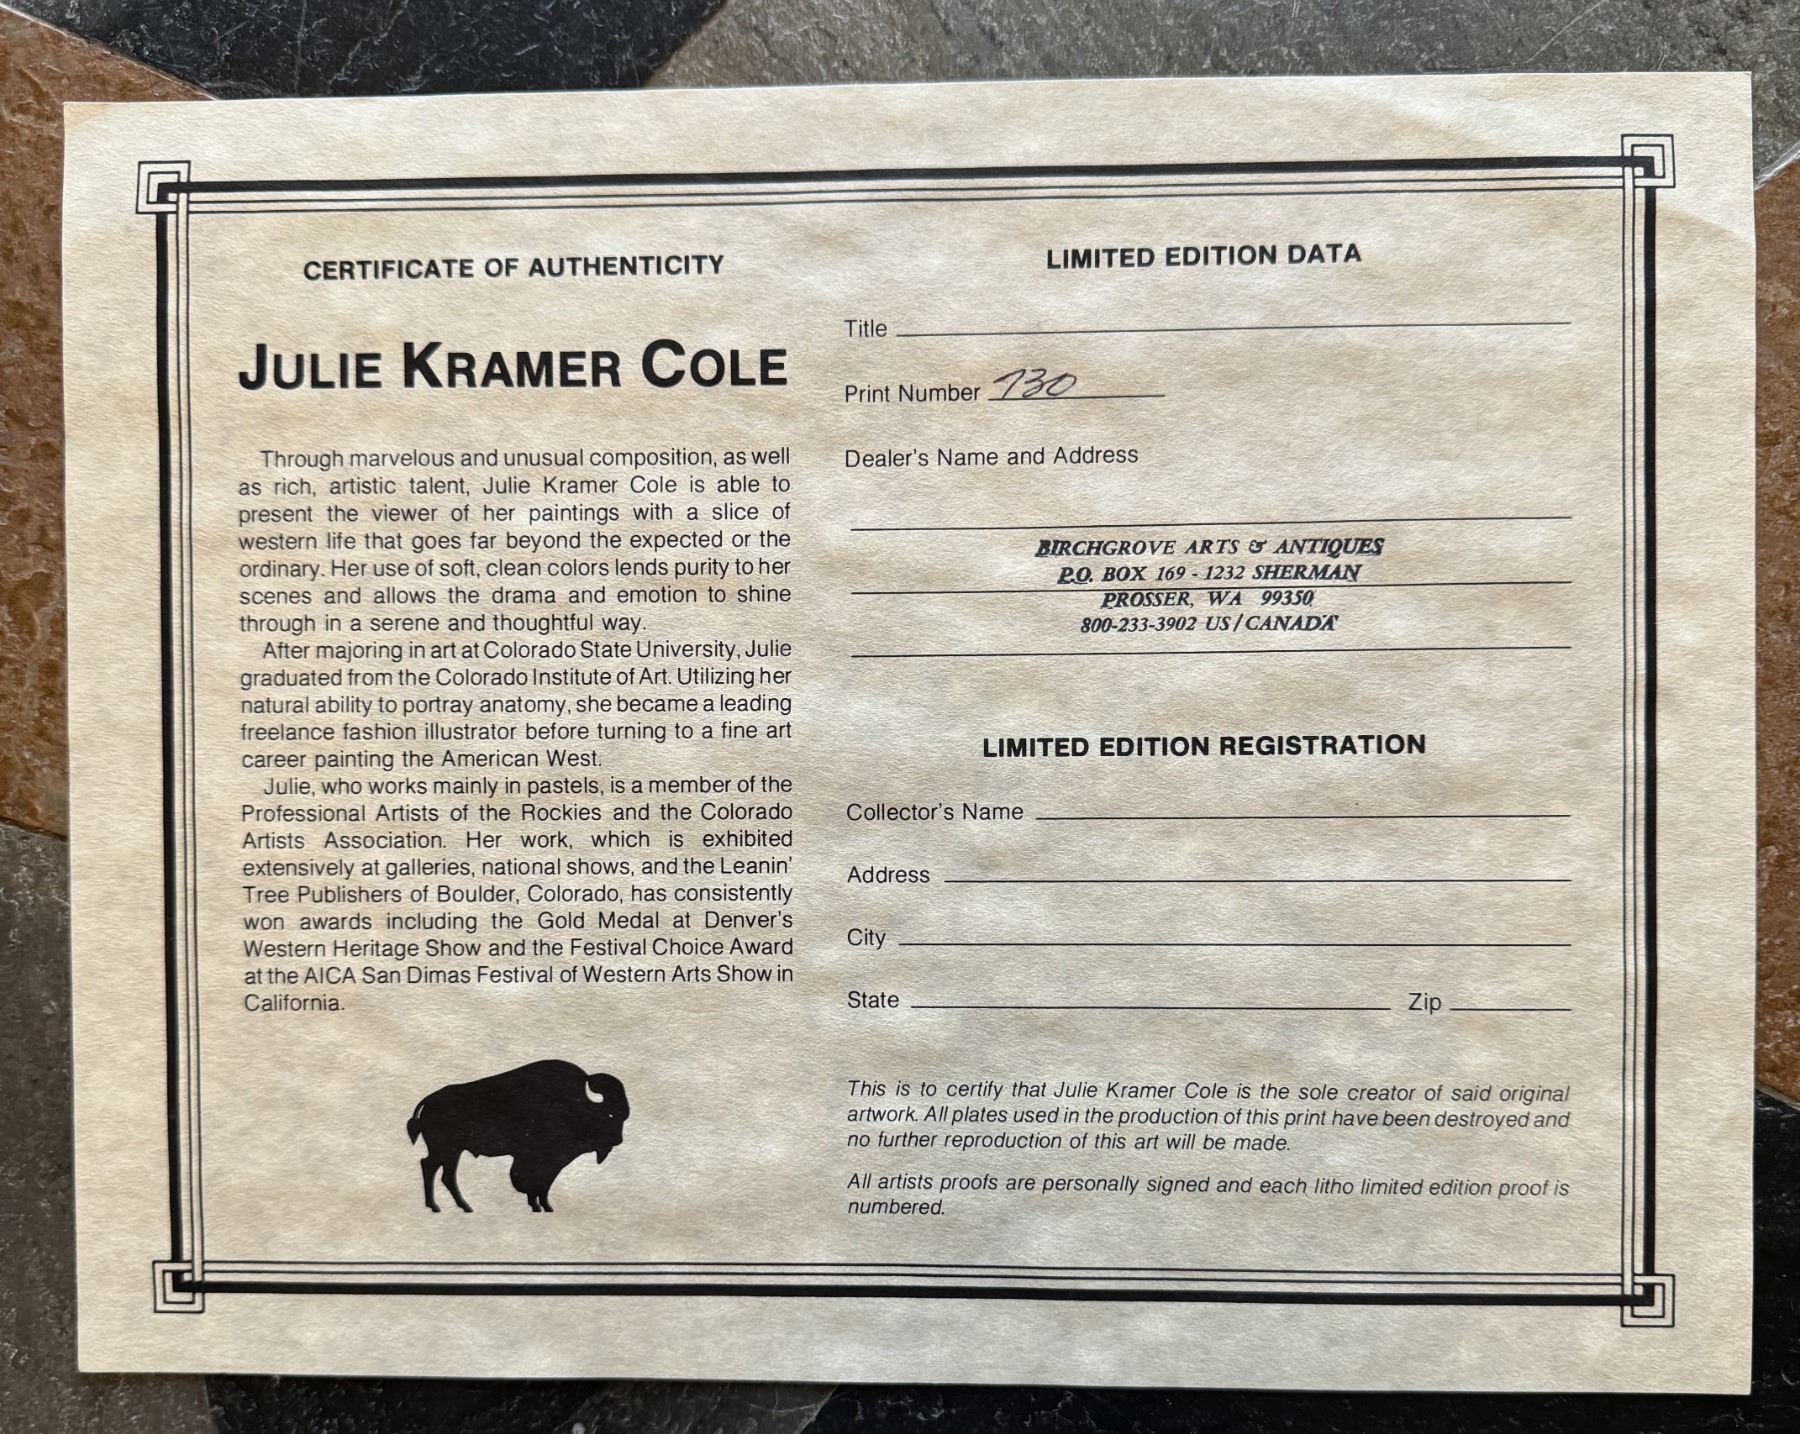 CERTIFICATE OF AUTHENTICITY
JULIE KRAMER COLE
Through marvelous and unusual composition, as well
as rich, artistic talent, Julie Kramer Cole is able to
present the viewer of her paintings with a slice of
western life that goes far beyond the expected or the
ordinary. Her use of soft, clean colors lends purity to her
scenes and allows the drama and emotion to shine
through in a serene and thoughtful way.
After majoring in art at Colorado State University, Julie
graduated from the Colorado Institute of Art. Utilizing her
natural ability to portray anatomy, she became a leading
freelance fashion illustrator before turning to a fine art
career painting the American West.
Julie, who works mainly in pastels, is a member of the
Professional Artists of the Rockies and the Colorado
Artists Association. Her work, which is exhibited
extensively at galleries, national shows, and the Leanin'
Tree Publishers of Boulder, Colorado, has consistently
won awards including the Gold Medal at Denver's
Western Heritage Show and the Festival Choice Award
at the AICA San Dimas Festival of Western Arts Show in
California.
LIMITED EDITION DATA
Title
Print Number 730
Dealer's Name and Address
BIRCHGROVE ARTS & ANTIQUES
P.O. BOX 169 - 1232 SHERMAN
PROSSER, WA 99350
800-233-3902 US/CANADA
LIMITED EDITION REGISTRATION
Collector's Name
Address
City
State Zip
This is to certify that Julie Kramer Cole is the sole creator of said original
artwork. All plates used in the production of this print have been destroyed and
no further reproduction of this art will be made.
All artists proofs are personally signed and each litho limited edition proof is
numbered.